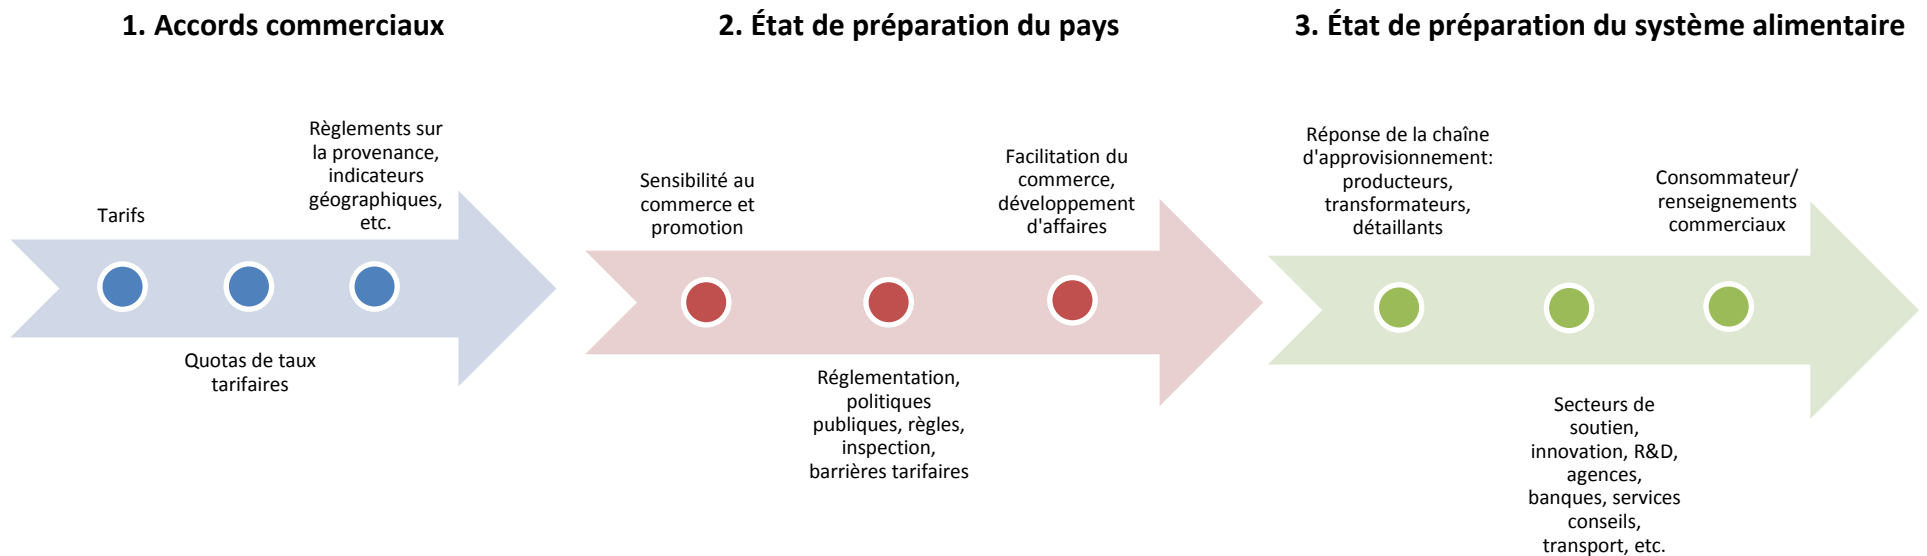 1. Accords commerciaux
2. État de préparation du pays
3. État de préparation du système alimentaire
Tarifs
Quotas de taux
tarifaires
Règlements sur
la provenance,
indicateurs
géographiques,
etc.
Sensibilité au
commerce et
promotion
Réglementation,
politiques
publiques, règles,
inspection,
barrières tarifaires
Facilitation du
commerce,
développement
d'affaires
Réponse de la chaîne
d'approvisionnement:
producteurs,
transformateurs,
détaillants
Secteurs de
soutien,
innovation, R&D,
agences,
banques, services
conseils,
transport, etc.
Consommateur/
renseignements
commerciaux